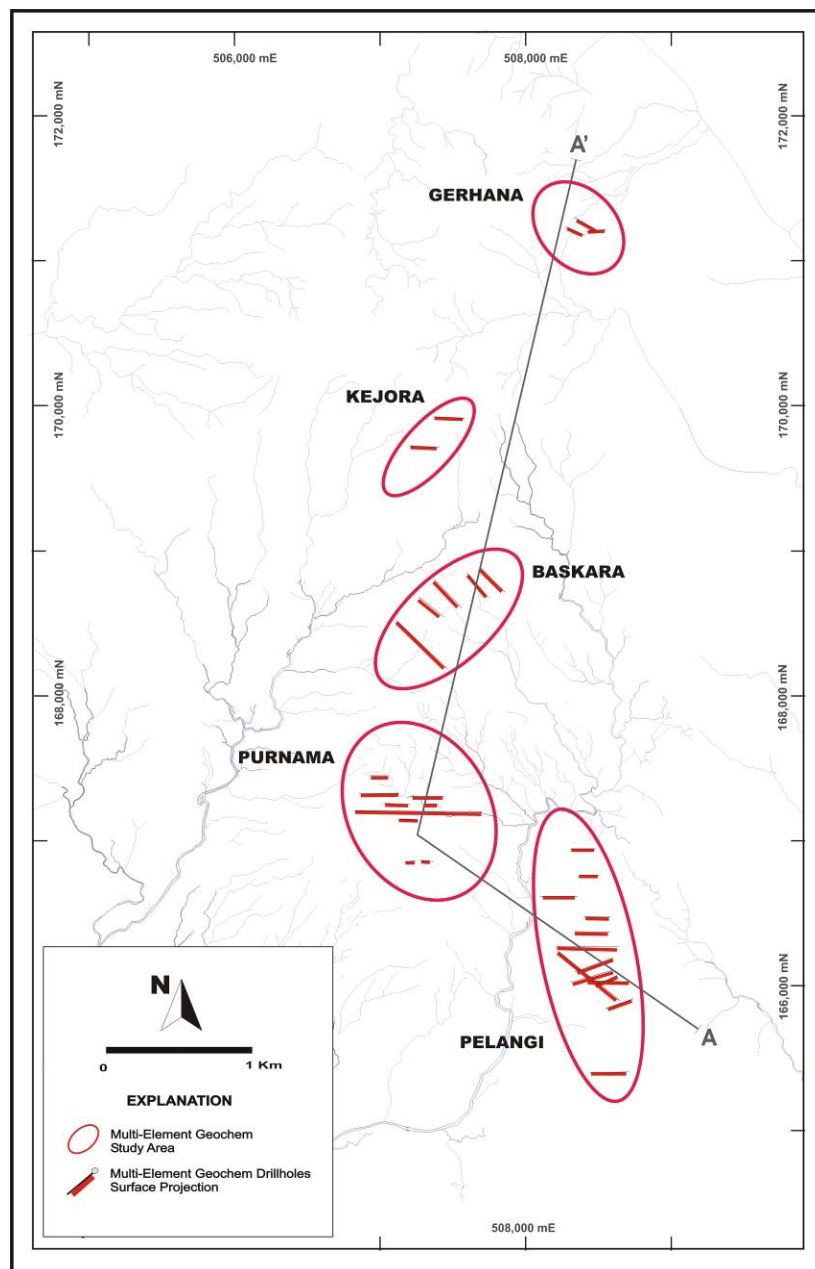 506,000 mE
508,000 mE
172,000 mN
172,000 mN
A'
GERHANA
KEJORA
170,000 mN
170,000 mN
BASKARA
168,000 mN
168,000 mN
PURNAMA
166,000 mN
A
PELANGI
N
0
1 Km
EXPLANATION
Multi-Element Geochem
Study Area
Multi-Element Geochem Drillholes
Surface Projection
508,000 mE